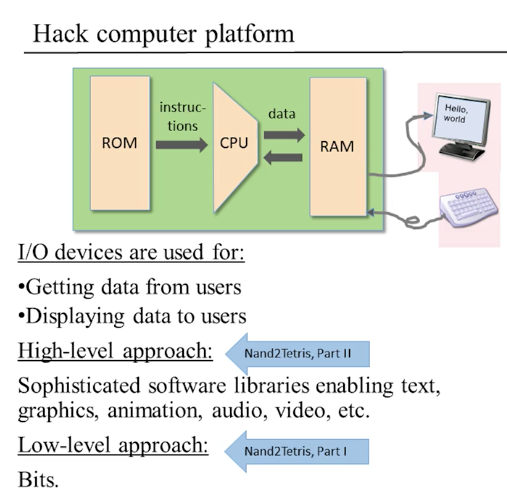 Hack computer platform
ROM
instruc-
tions
CPU
data
RAM
Hello,
world
I/O devices are used for:
•Getting data from users
•Displaying data to users
High-level approach:
Nand2Tetris, Part II
Sophisticated software libraries enabling text,
graphics, animation, audio, video, etc.
Low-level approach:
Nand2Tetris, Part I
Bits.